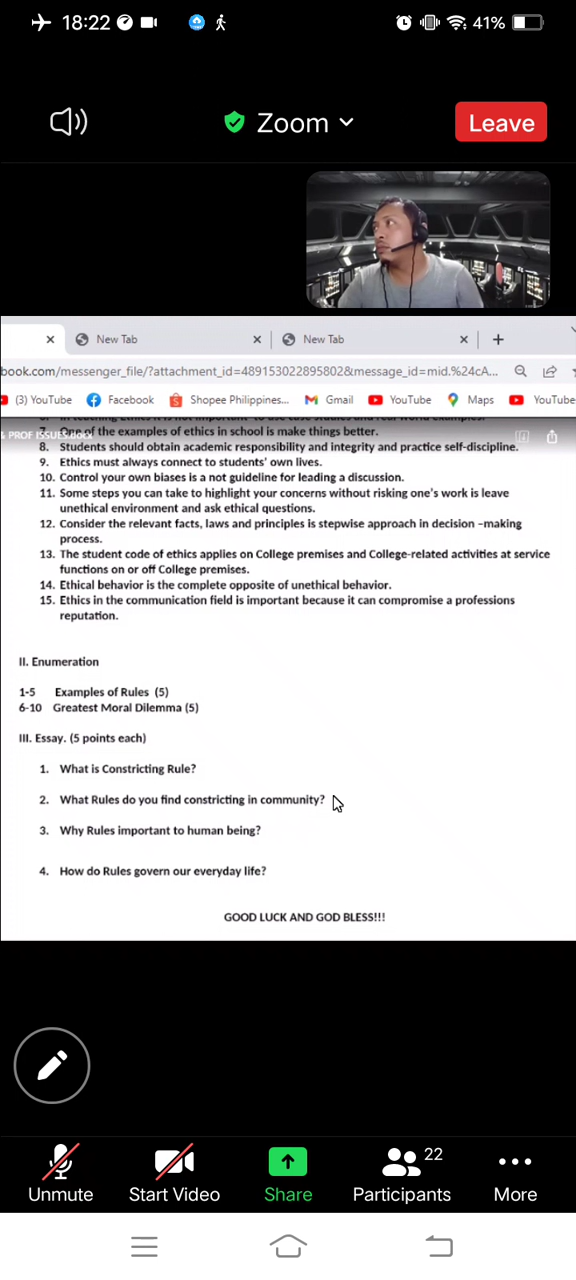 18:22
41%
Zoom
Leave
New Tab
New Tab
book.com/messenger_file/?attachment_id=489153022895802&message_id=mid.%24cA...
(3) YouTube Facebook Shopee Philippines... Gmail YouTube Maps YouTube
& PROF ISSUES.docx
7. One of the examples of ethics in school is make things better.
8. Students should obtain academic responsibility and integrity and practice self-discipline.
9. Ethics must always connect to students' own lives.
10. Control your own biases is a not guideline for leading a discussion.
11. Some steps you can take to highlight your concerns without risking one's work is leave
unethical environment and ask ethical questions.
12. Consider the relevant facts, laws and principles is stepwise approach in decision –making
process.
13. The student code of ethics applies on College premises and College-related activities at service
functions on or off College premises.
14. Ethical behavior is the complete opposite of unethical behavior.
15. Ethics in the communication field is important because it can compromise a professions
reputation.
II. Enumeration
1-5 Examples of Rules (5)
6-10 Greatest Moral Dilemma (5)
III. Essay. (5 points each)
1. What is Constricting Rule?
2. What Rules do you find constricting in community?
3. Why Rules important to human being?
4. How do Rules govern our everyday life?
GOOD LUCK AND GOD BLESS!!!
22
Unmute Start Video Share Participants More